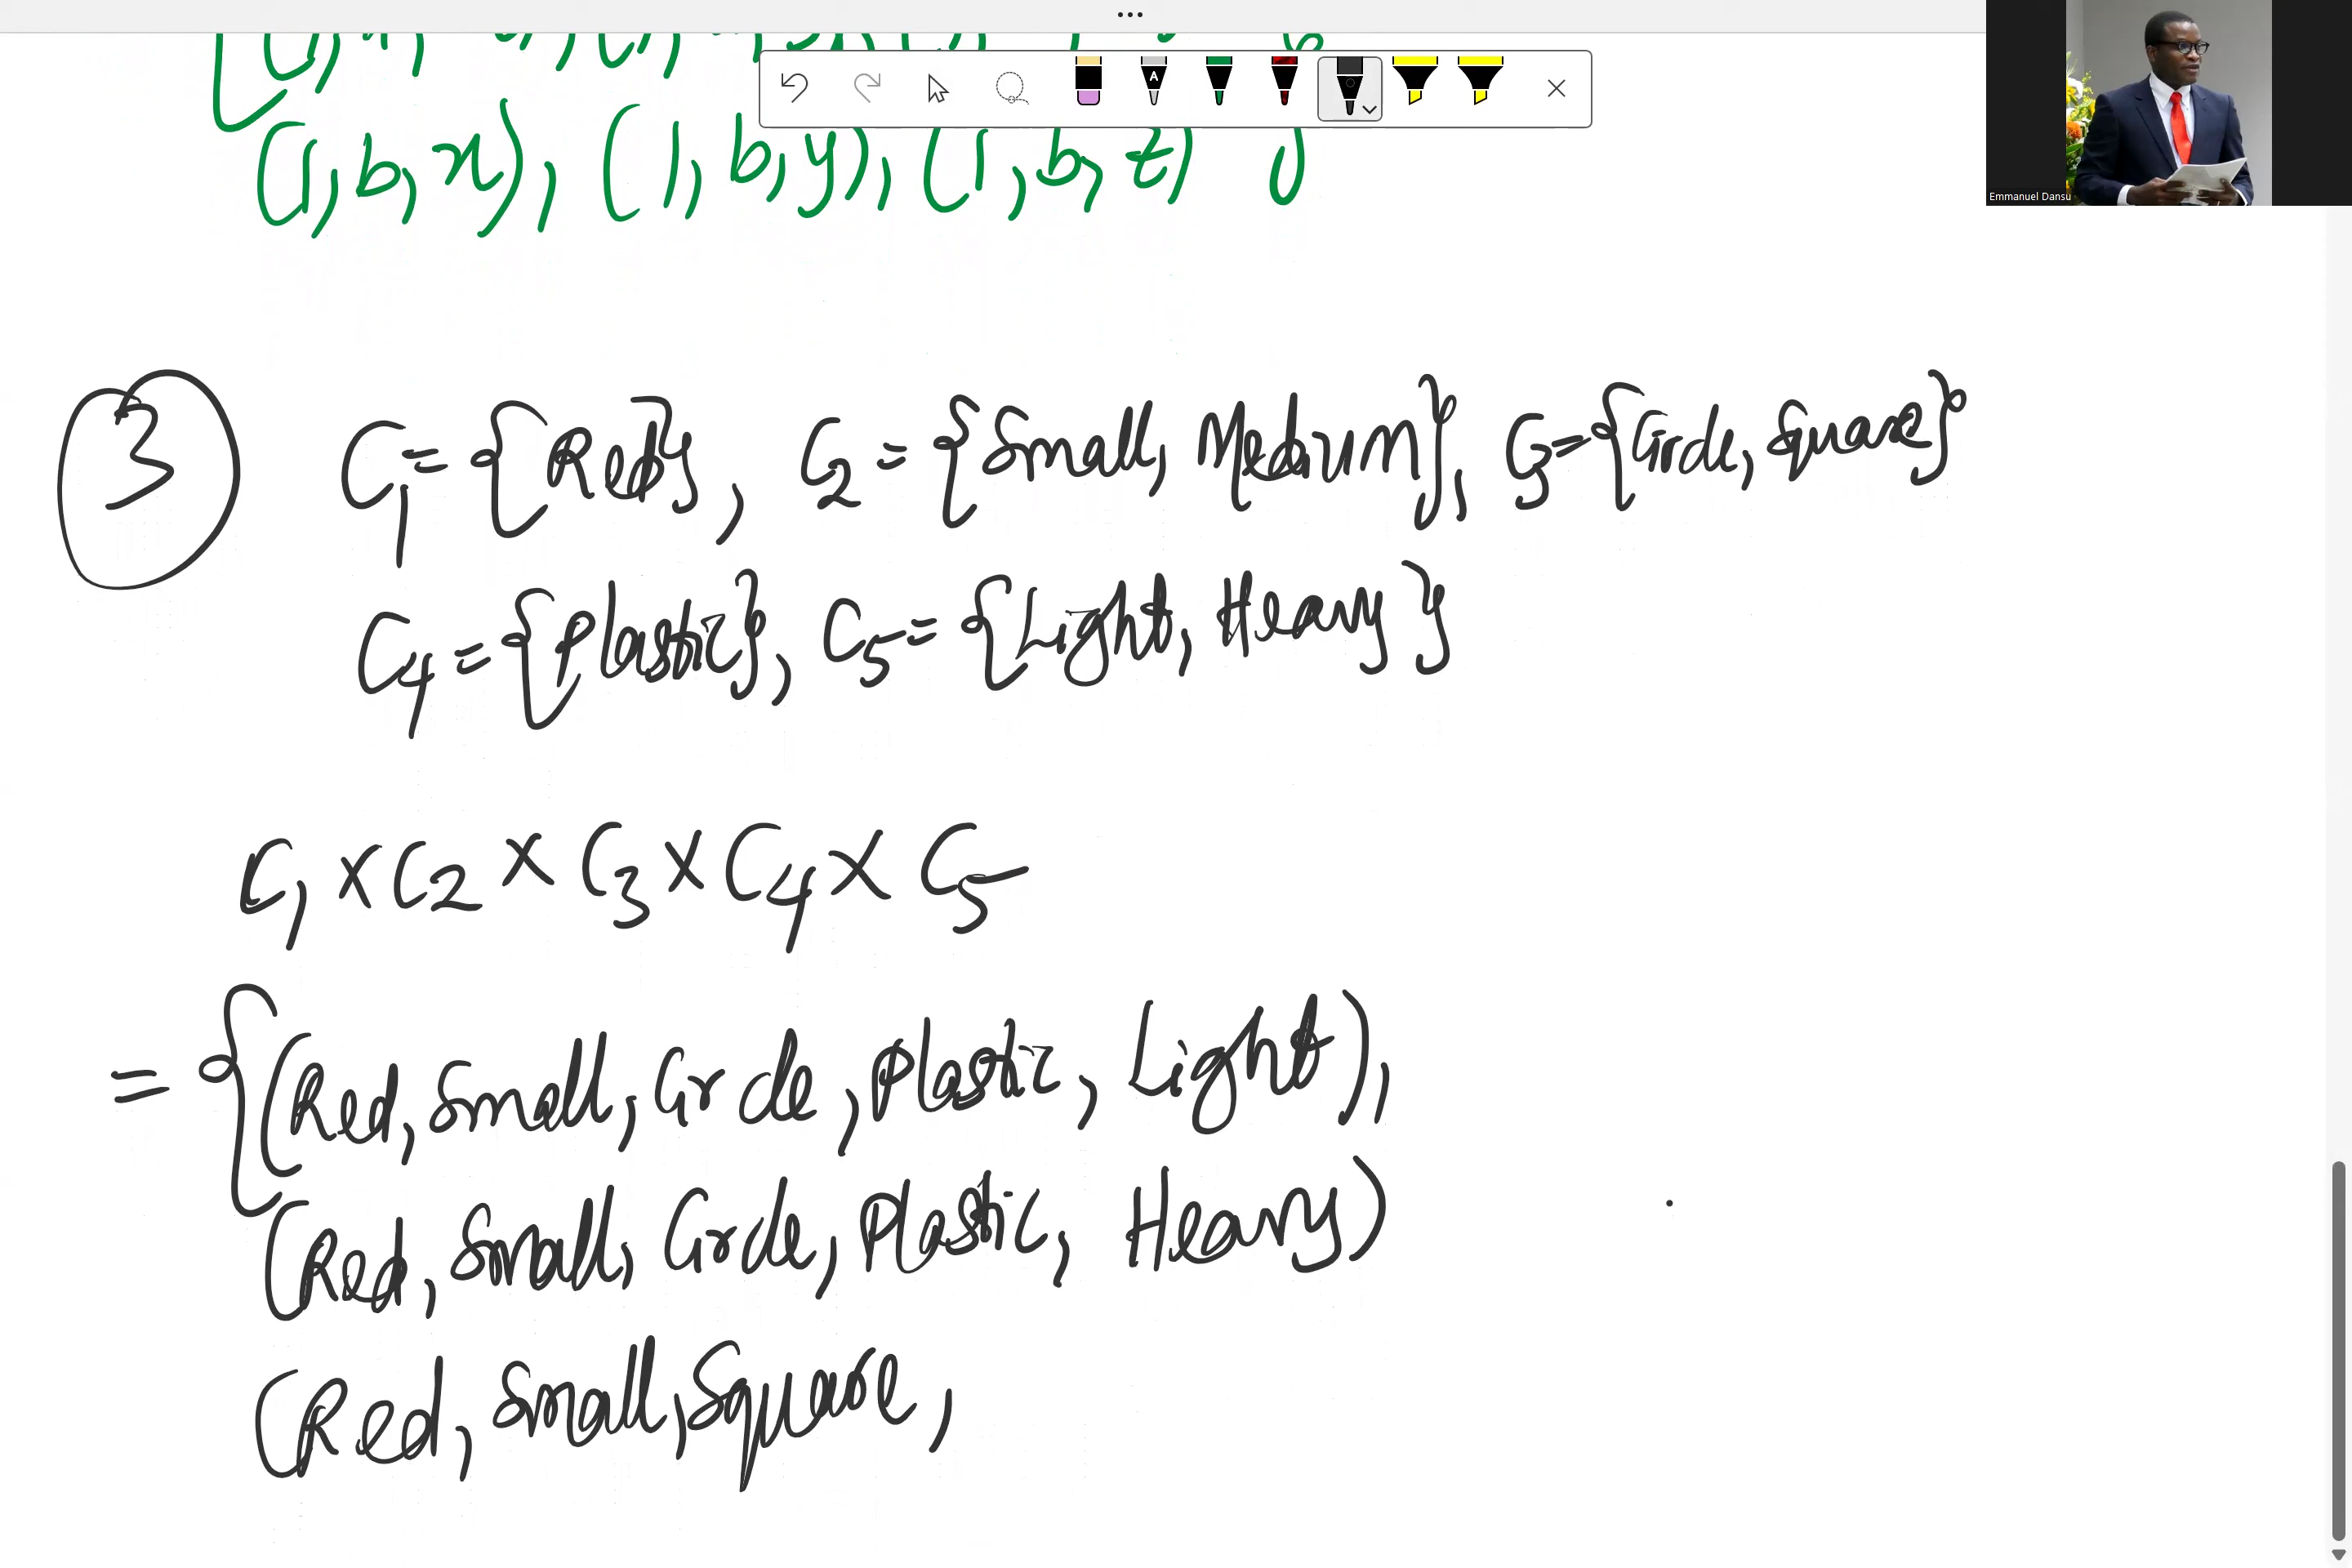 (1, b, x), (1, b, y), (1, b, z) }
A
Emmanuel Dansu
3
C₁ = {Red}, C₂ = {Small, Medium}, C₃ = {Circle, Square}
C₄ = {Plastic}, C₅ = {Light, Heavy}
C₁ × C₂ × C₃ × C₄ × C₅
= {(Red, Small, Circle, Plastic, Light),
(Red, Small, Circle, Plastic, Heavy)
(Red, Small, Square,